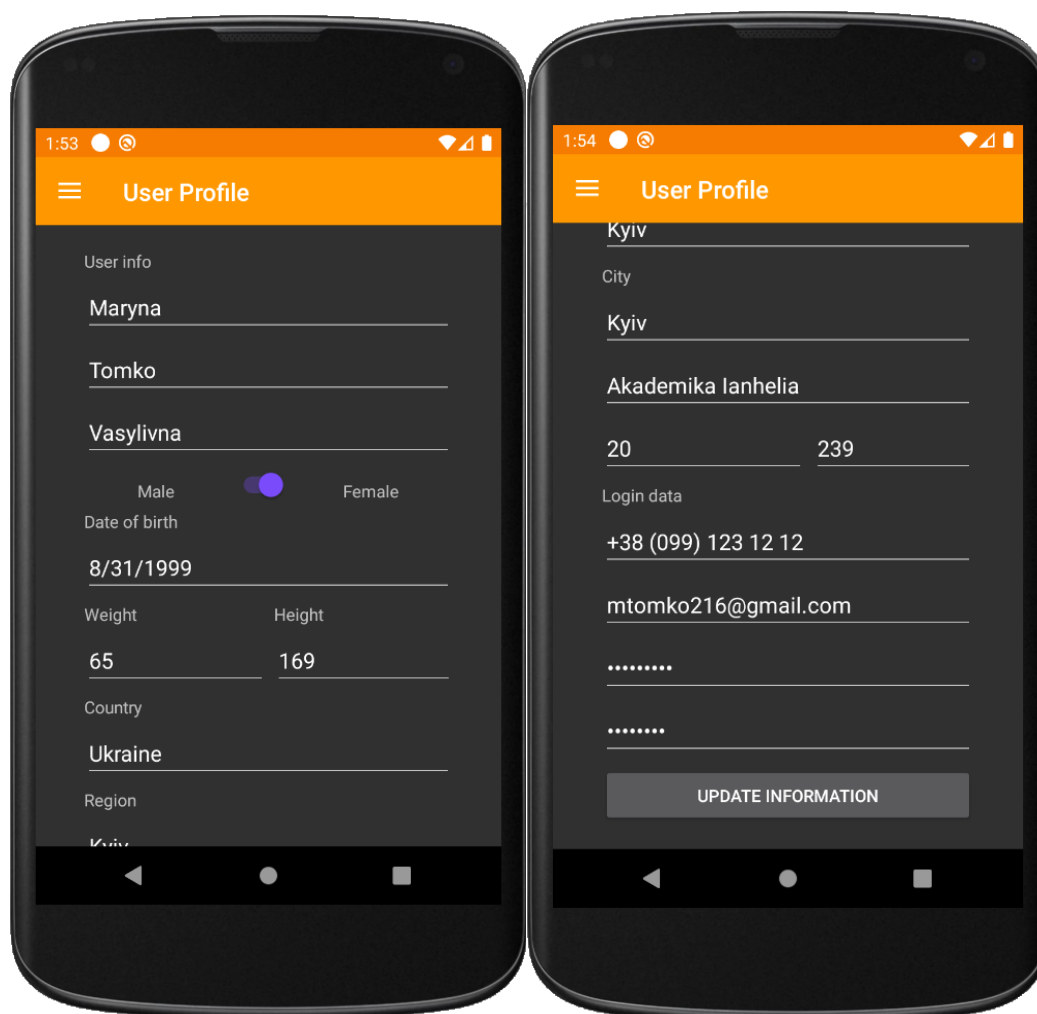 1:53
User Profile
User info
Maryna
Tomko
Vasylivna
Male Female
Date of birth
8/31/1999
Weight Height
65 169
Country
Ukraine
Region
Kyiv
1:54
User Profile
Kyiv
City
Kyiv
Akademika Ianhelia
20 239
Login data
+38 (099) 123 12 12
mtomko216@gmail.com
•••••••••
••••••••
UPDATE INFORMATION